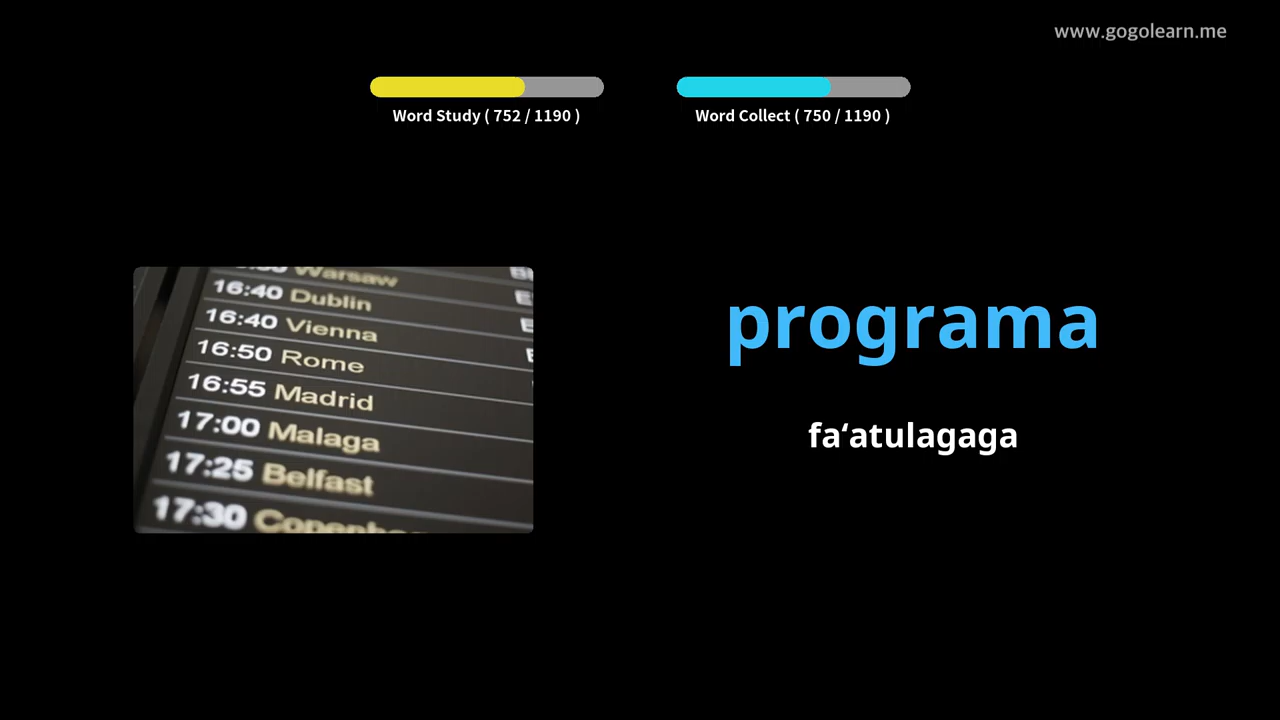 www.gogolearn.me
Word Study ( 752 / 1190 )
Word Collect ( 750 / 1190 )
Warsaw
16:40 Dublin
16:40 Vienna
16:50 Rome
16:55 Madrid
17:00 Malaga
17:25 Belfast
17:30
programa
fa‘atulagaga